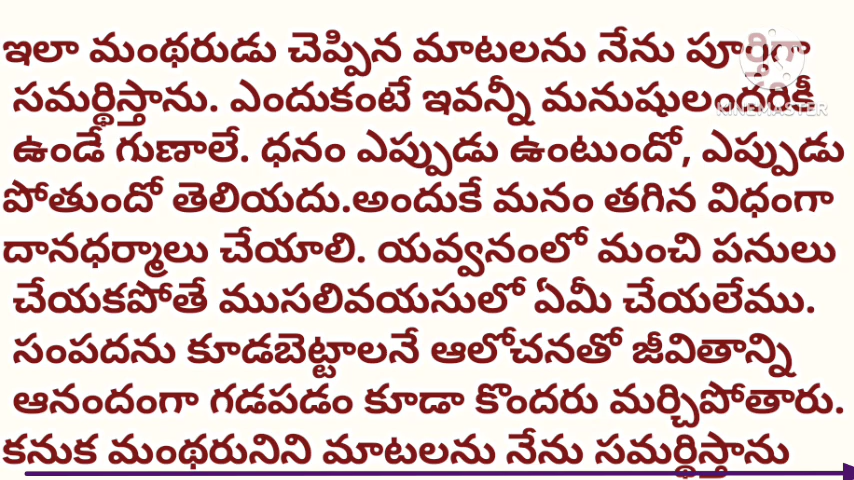 ఇలా మంథరుడు చెప్పిన మాటలను నేను పూర్తిగా
సమర్థిస్తాను. ఎందుకంటే ఇవన్నీ మనుషులందరికీ
ఉండే గుణాలే. ధనం ఎప్పుడు ఉంటుందో, ఎప్పుడు
పోతుందో తెలియదు.అందుకే మనం తగిన విధంగా
దానధర్మాలు చేయాలి. యవ్వనంలో మంచి పనులు
చేయకపోతే ముసలివయసులో ఏమీ చేయలేము.
సంపదను కూడబెట్టాలనే ఆలోచనతో జీవితాన్ని
ఆనందంగా గడపడం కూడా కొందరు మర్చిపోతారు.
కనుక మంథరునిని మాటలను నేను సమర్థిస్తాను
KINEMASTER